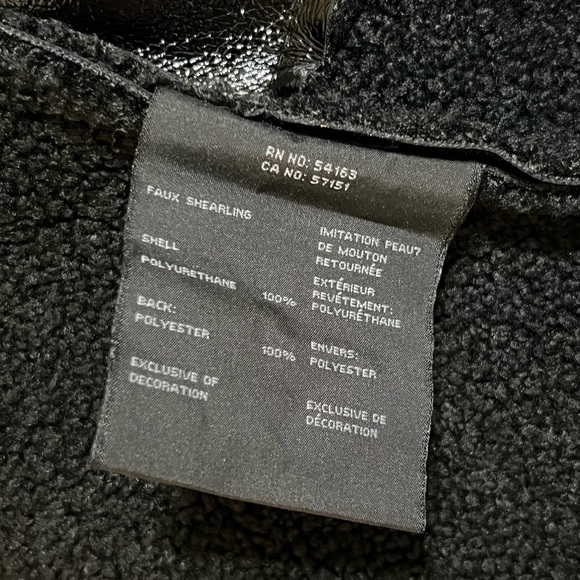 RN NO: 54163
CA NO: 57151
FAUX SHEARLING
SHELL
POLYURETHANE 100%
BACK:
POLYESTER 100%
EXCLUSIVE OF
DECORATION
IMITATION PEAU7
DE MOUTON
RETOURNÉE
EXTÉRIEUR
REVÊTEMENT:
POLYURÉTHANE
ENVERS:
POLYESTER
EXCLUSIVE DE
DÉCORATION